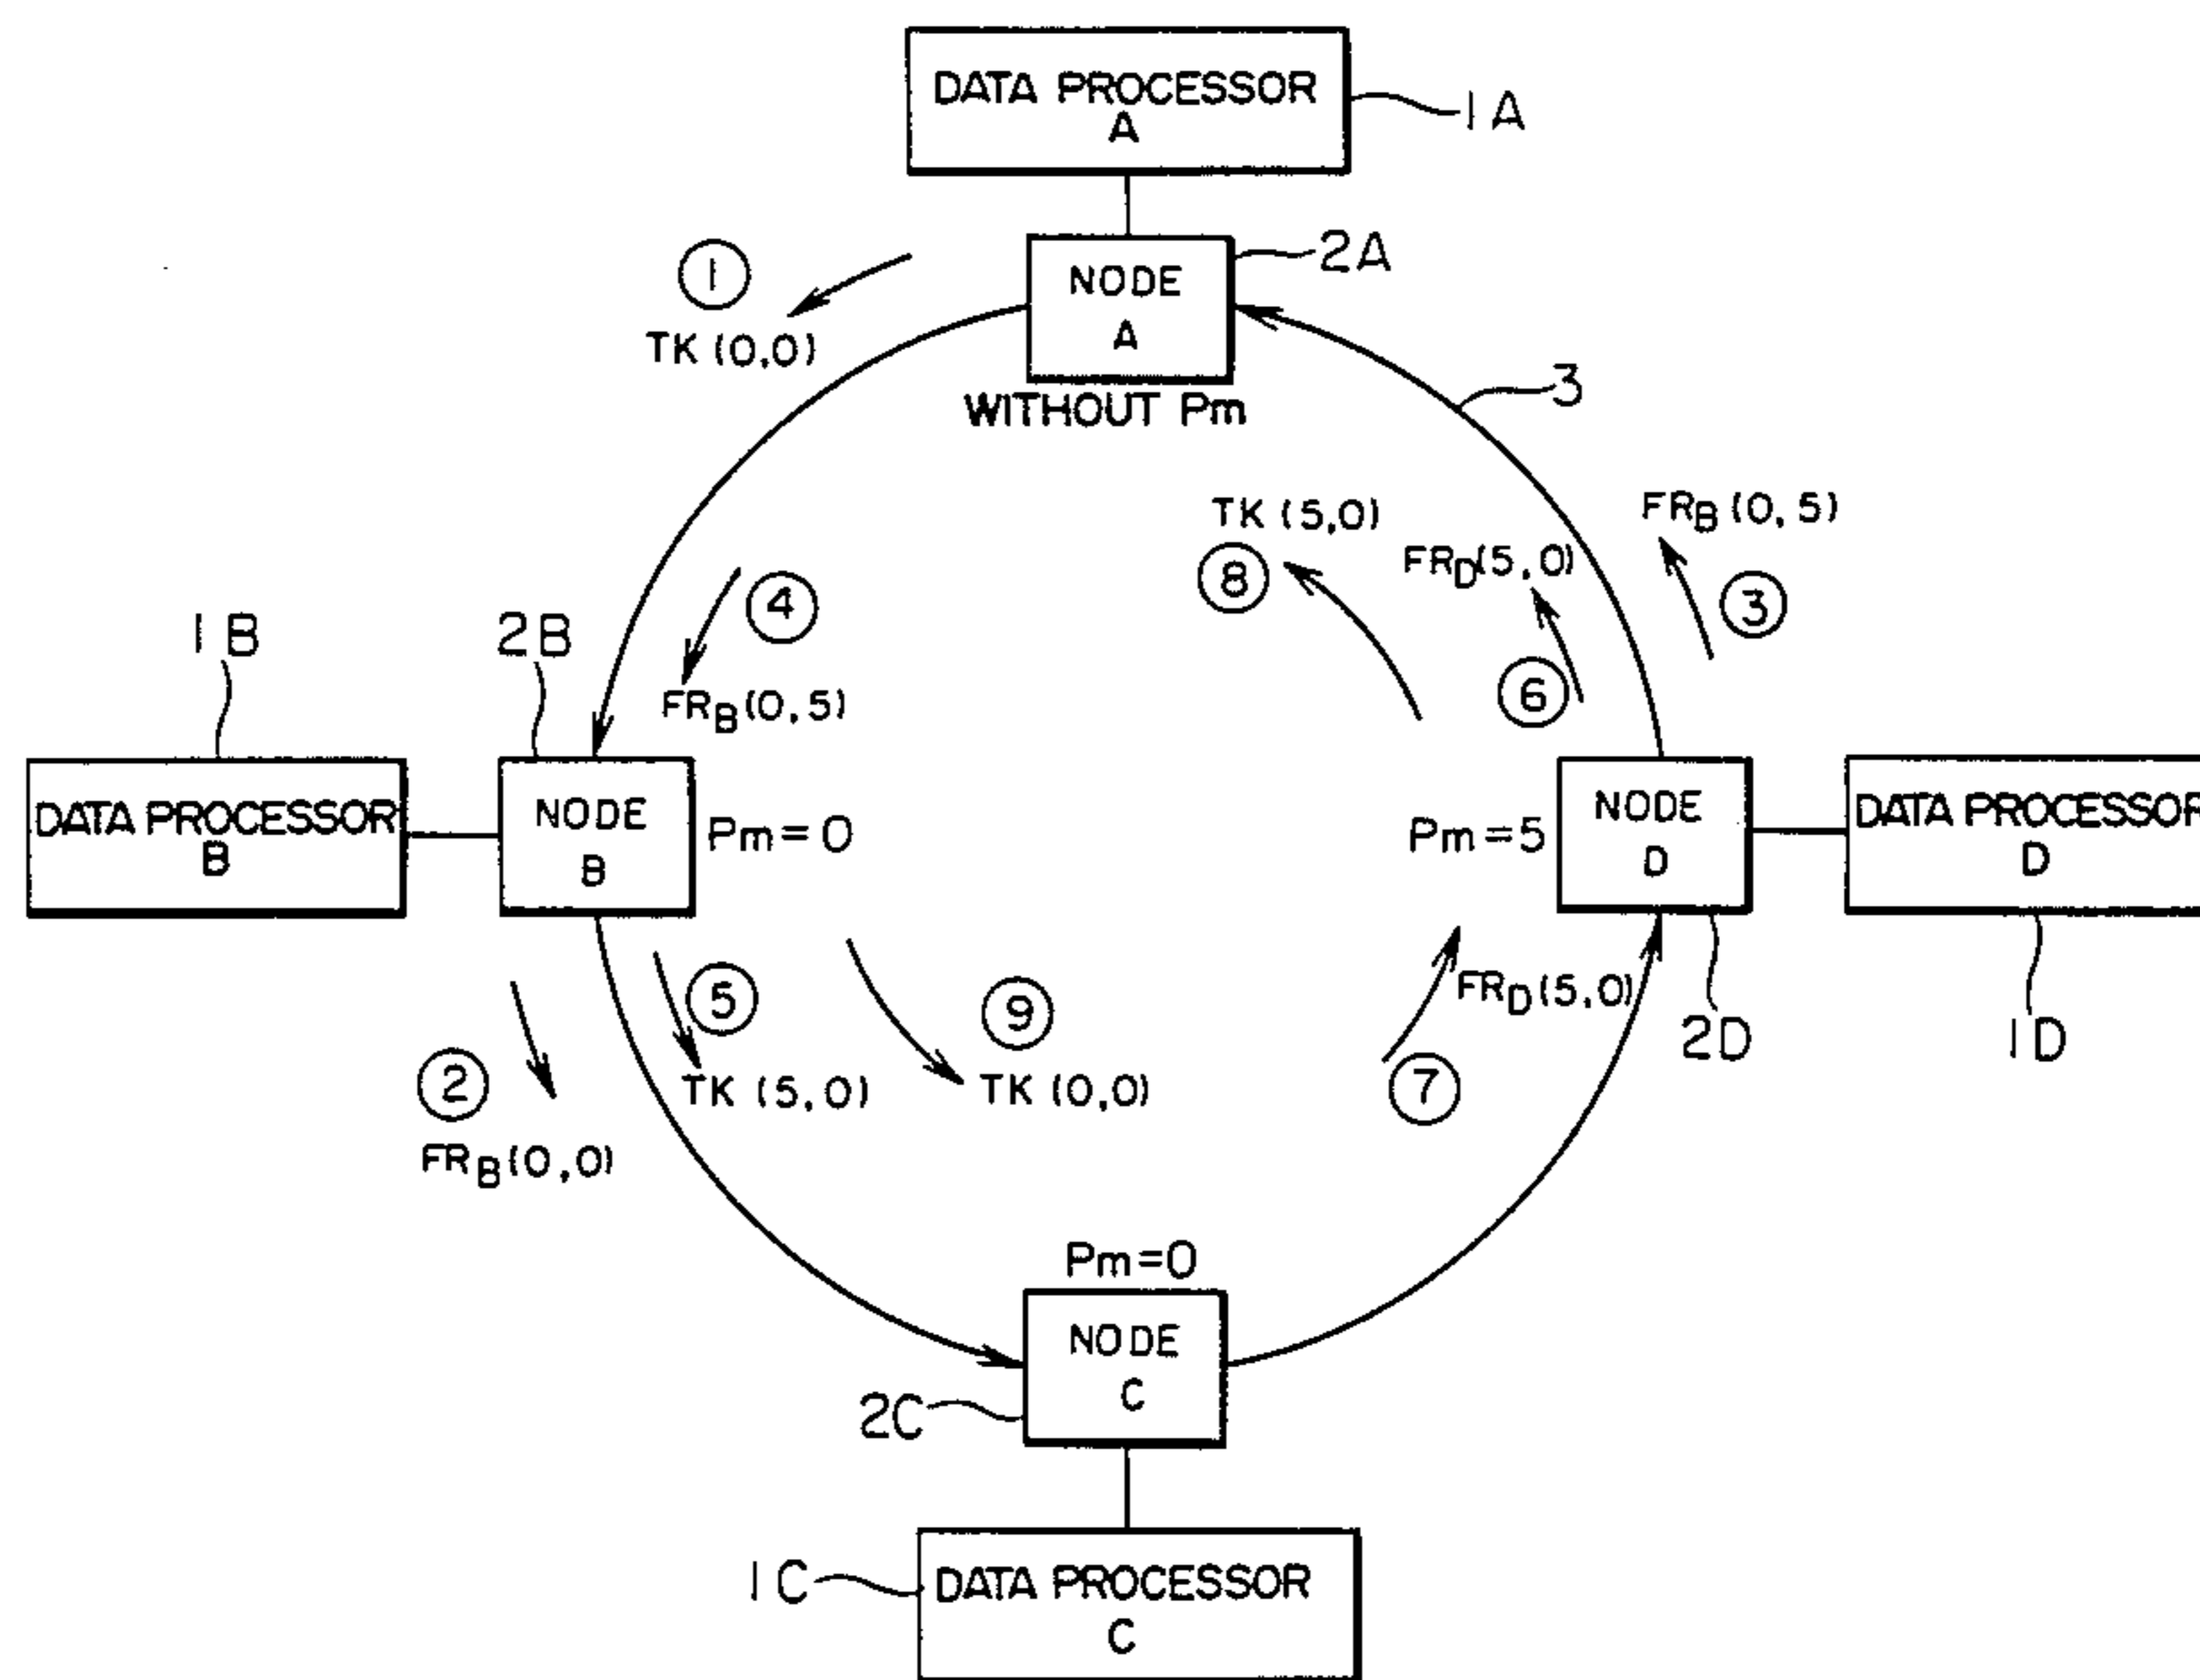 DATA PROCESSOR
A
1A
NODE
A
2A
WITHOUT Pm
①
TK (0,0)
3
TK (5,0)
⑧
FRD(5,0)
⑥
FRB(0,5)
③
④
FRB(0,5)
1B
2B
DATA PROCESSOR
B
NODE
B
Pm=0
Pm=5
NODE
D
DATA PROCESSOR
D
2D
1D
②
FRB(0,0)
⑤
TK (5,0)
⑨
TK (0,0)
FRD(5,0)
⑦
Pm=0
NODE
C
2C
1C
DATA PROCESSOR
C